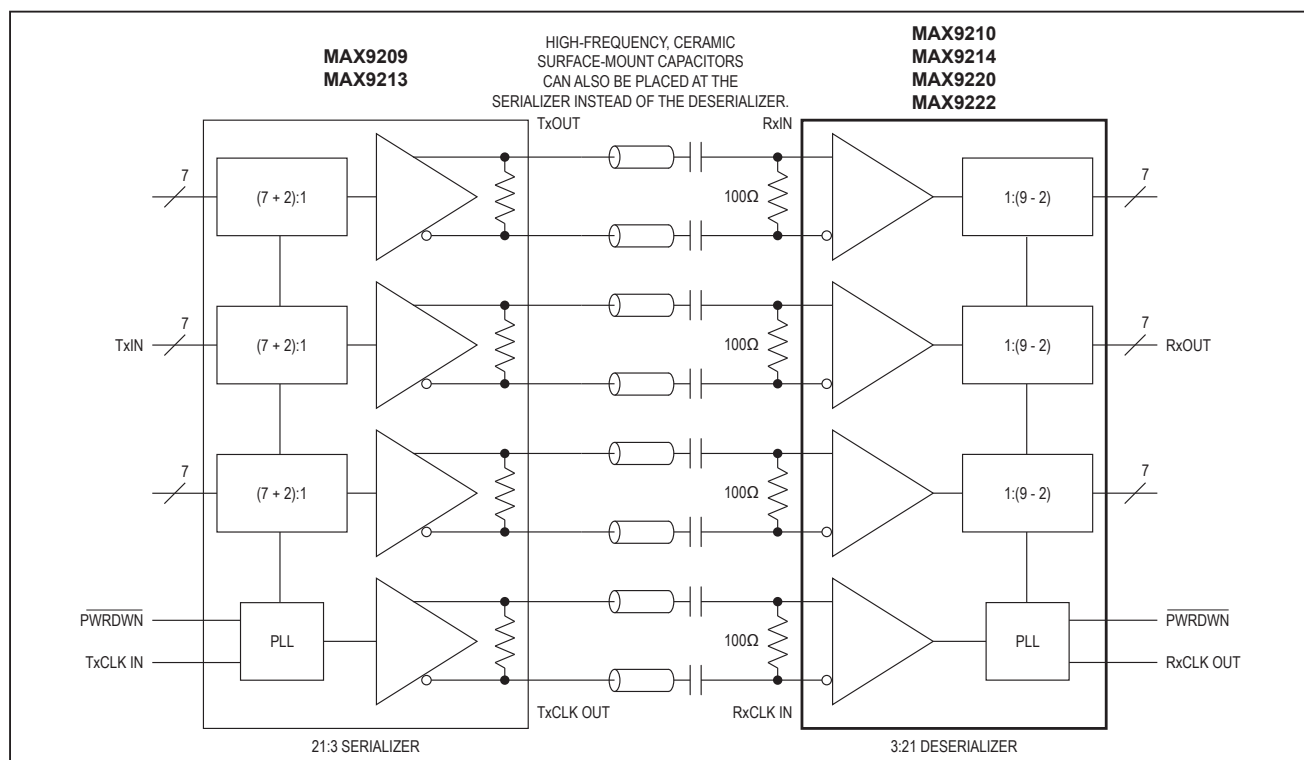 MAX9209
MAX9213
HIGH-FREQUENCY, CERAMIC
SURFACE-MOUNT CAPACITORS
CAN ALSO BE PLACED AT THE
SERIALIZER INSTEAD OF THE DESERIALIZER.
MAX9210
MAX9214
MAX9220
MAX9222
TxOUT
RxIN
7
(7 + 2):1
100Ω
1:(9 - 2)
7
TxIN
7
(7 + 2):1
100Ω
1:(9 - 2)
7
RxOUT
7
(7 + 2):1
100Ω
1:(9 - 2)
7
PWRDWN
TxCLK IN
PLL
100Ω
PLL
PWRDWN
RxCLK OUT
TxCLK OUT
RxCLK IN
21:3 SERIALIZER
3:21 DESERIALIZER